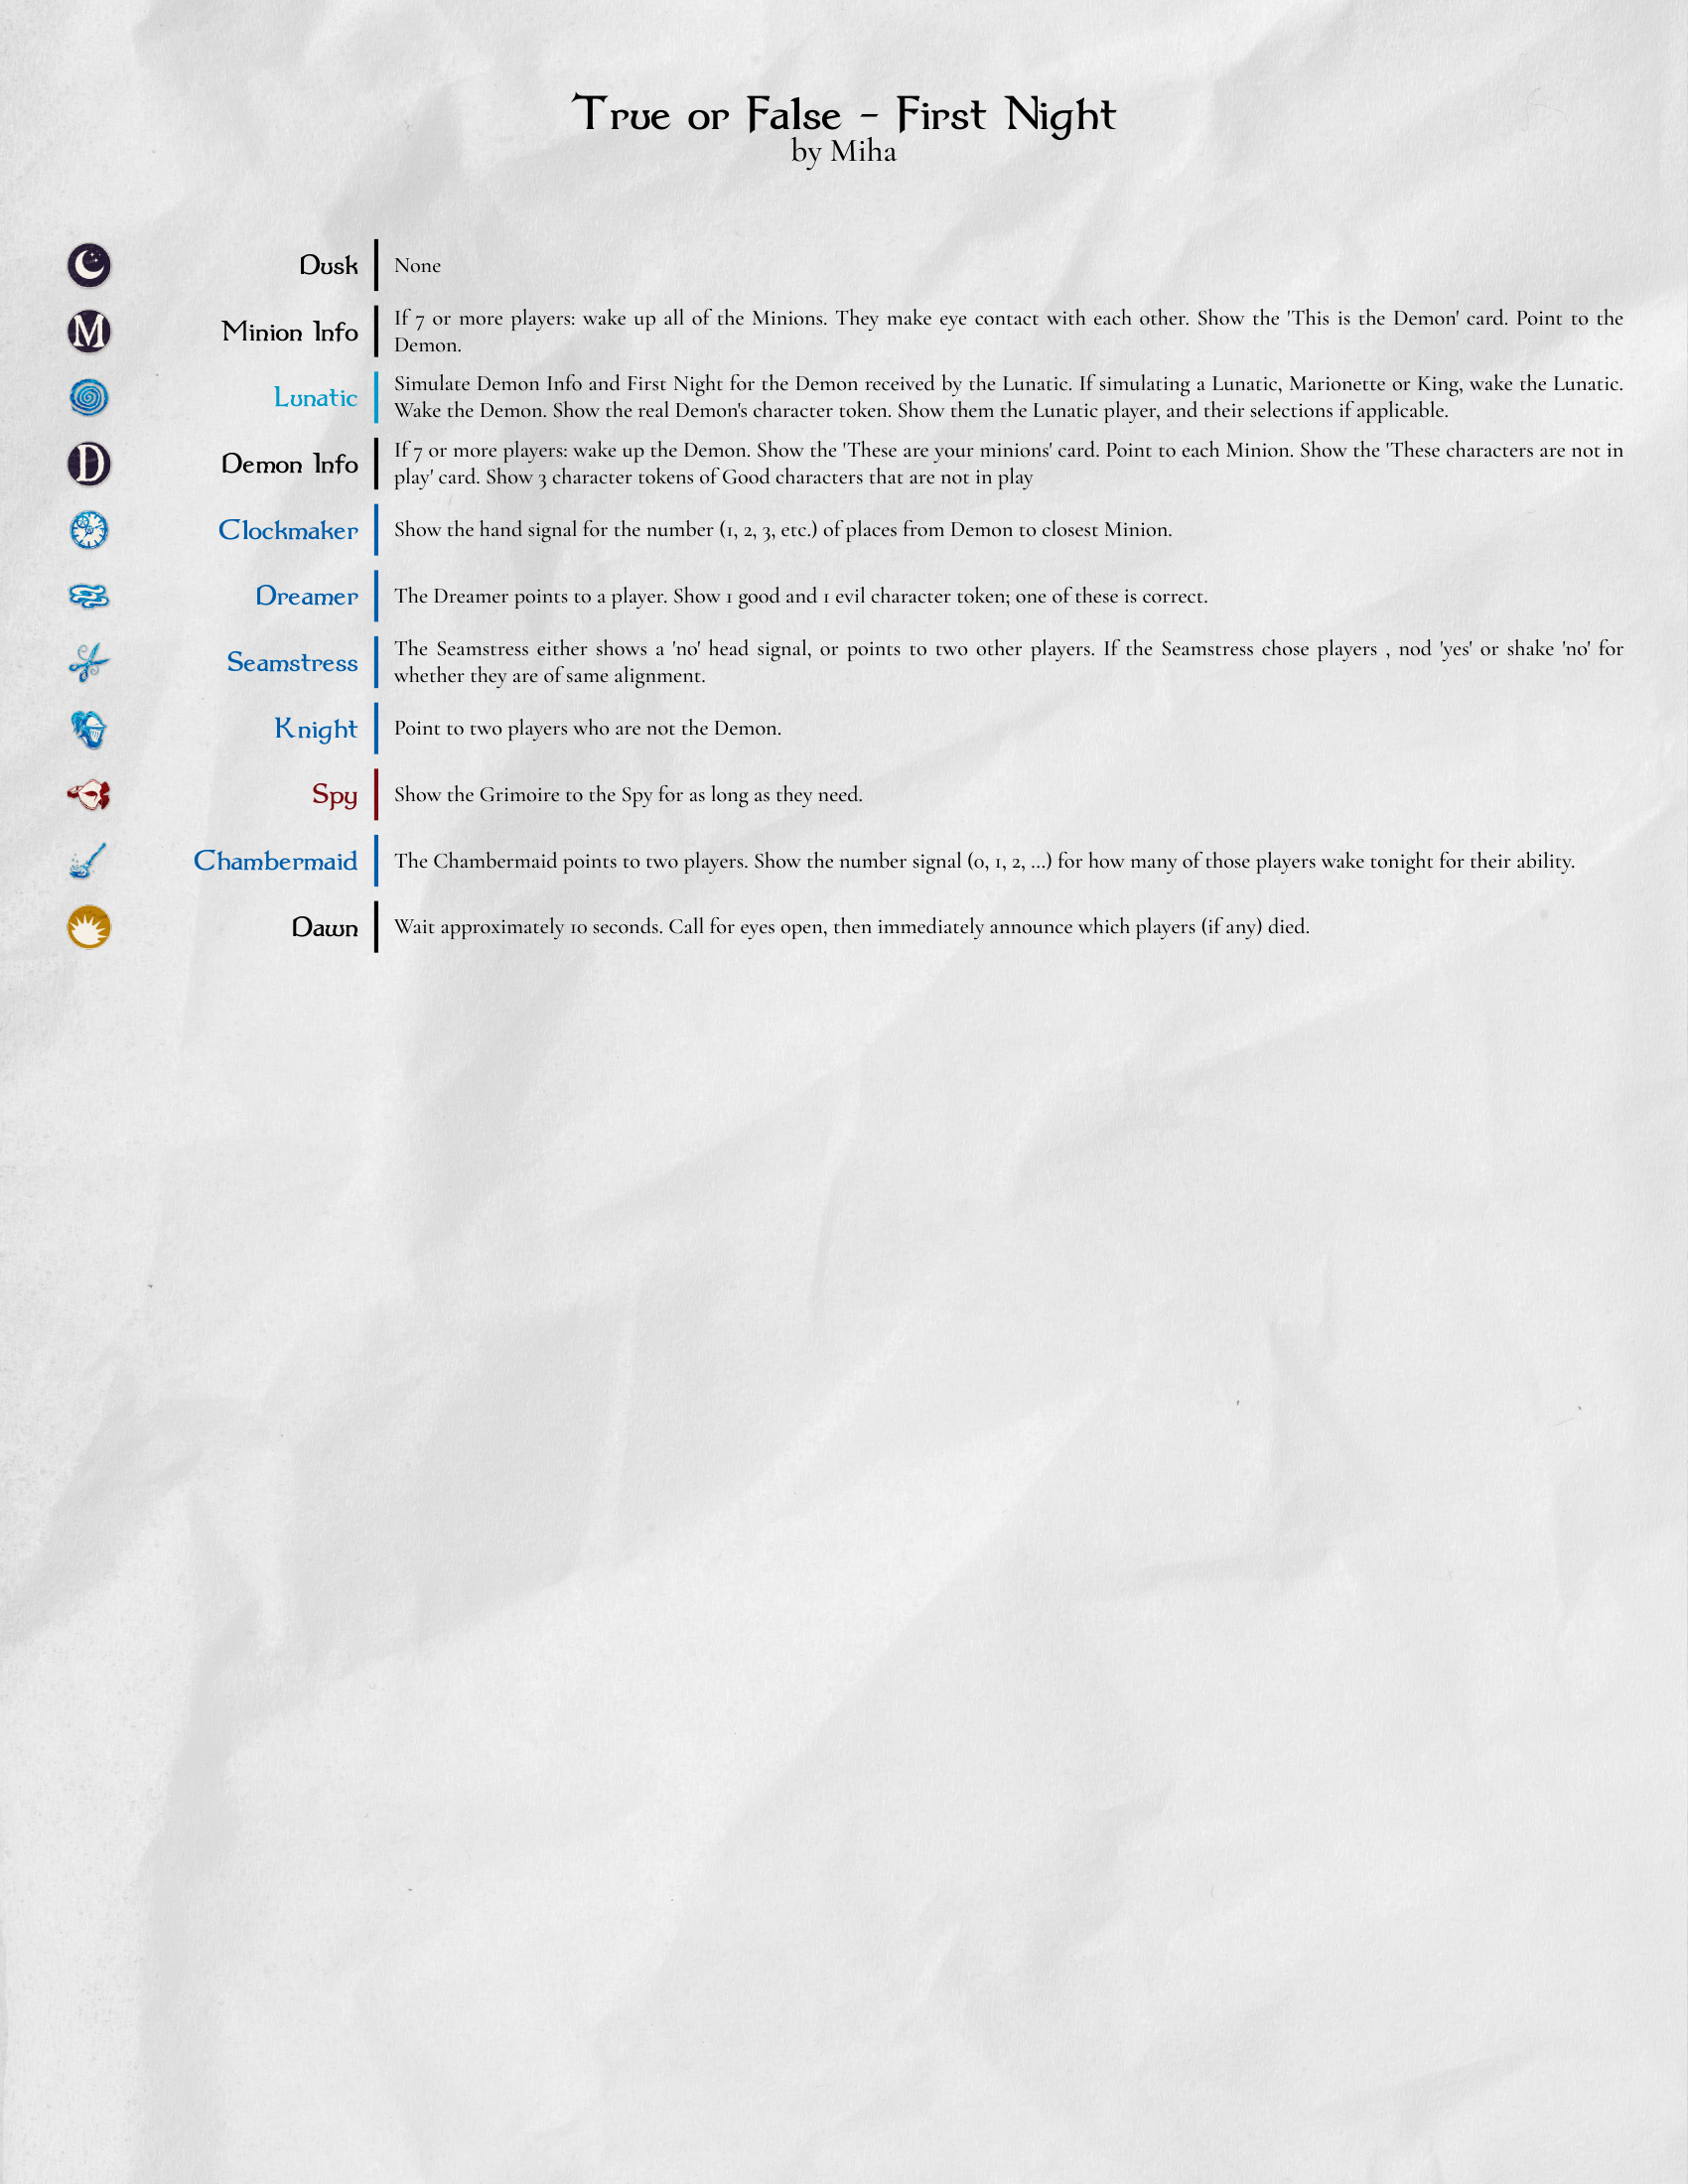 True or False - First Night
by Miha
Dusk
None
M
Minion Info
If 7 or more players: wake up all of the Minions. They make eye contact with each other. Show the 'This is the Demon' card. Point to the
Demon.
Lunatic
Simulate Demon Info and First Night for the Demon received by the Lunatic. If simulating a Lunatic, Marionette or King, wake the Lunatic.
Wake the Demon. Show the real Demon's character token. Show them the Lunatic player, and their selections if applicable.
D
Demon Info
If 7 or more players: wake up the Demon. Show the 'These are your minions' card. Point to each Minion. Show the 'These characters are not in
play' card. Show 3 character tokens of Good characters that are not in play
Clockmaker
Show the hand signal for the number (1, 2, 3, etc.) of places from Demon to closest Minion.
Dreamer
The Dreamer points to a player. Show 1 good and 1 evil character token; one of these is correct.
Seamstress
The Seamstress either shows a 'no' head signal, or points to two other players. If the Seamstress chose players , nod 'yes' or shake 'no' for
whether they are of same alignment.
Knight
Point to two players who are not the Demon.
Spy
Show the Grimoire to the Spy for as long as they need.
Chambermaid
The Chambermaid points to two players. Show the number signal (0, 1, 2, ...) for how many of those players wake tonight for their ability.
Dawn
Wait approximately 10 seconds. Call for eyes open, then immediately announce which players (if any) died.